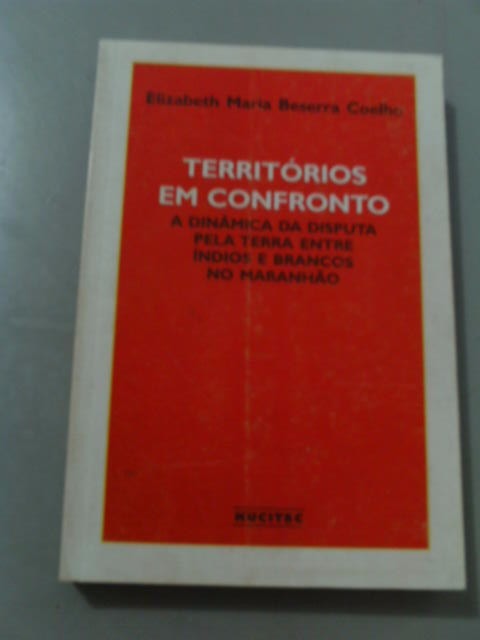 Elizabeth Maria Beserra Coelho
TERRITÓRIOS
EM CONFRONTO
A DINÂMICA DA DISPUTA
PELA TERRA ENTRE
ÍNDIOS E BRANCOS
NO MARANHÃO
HUCITEC